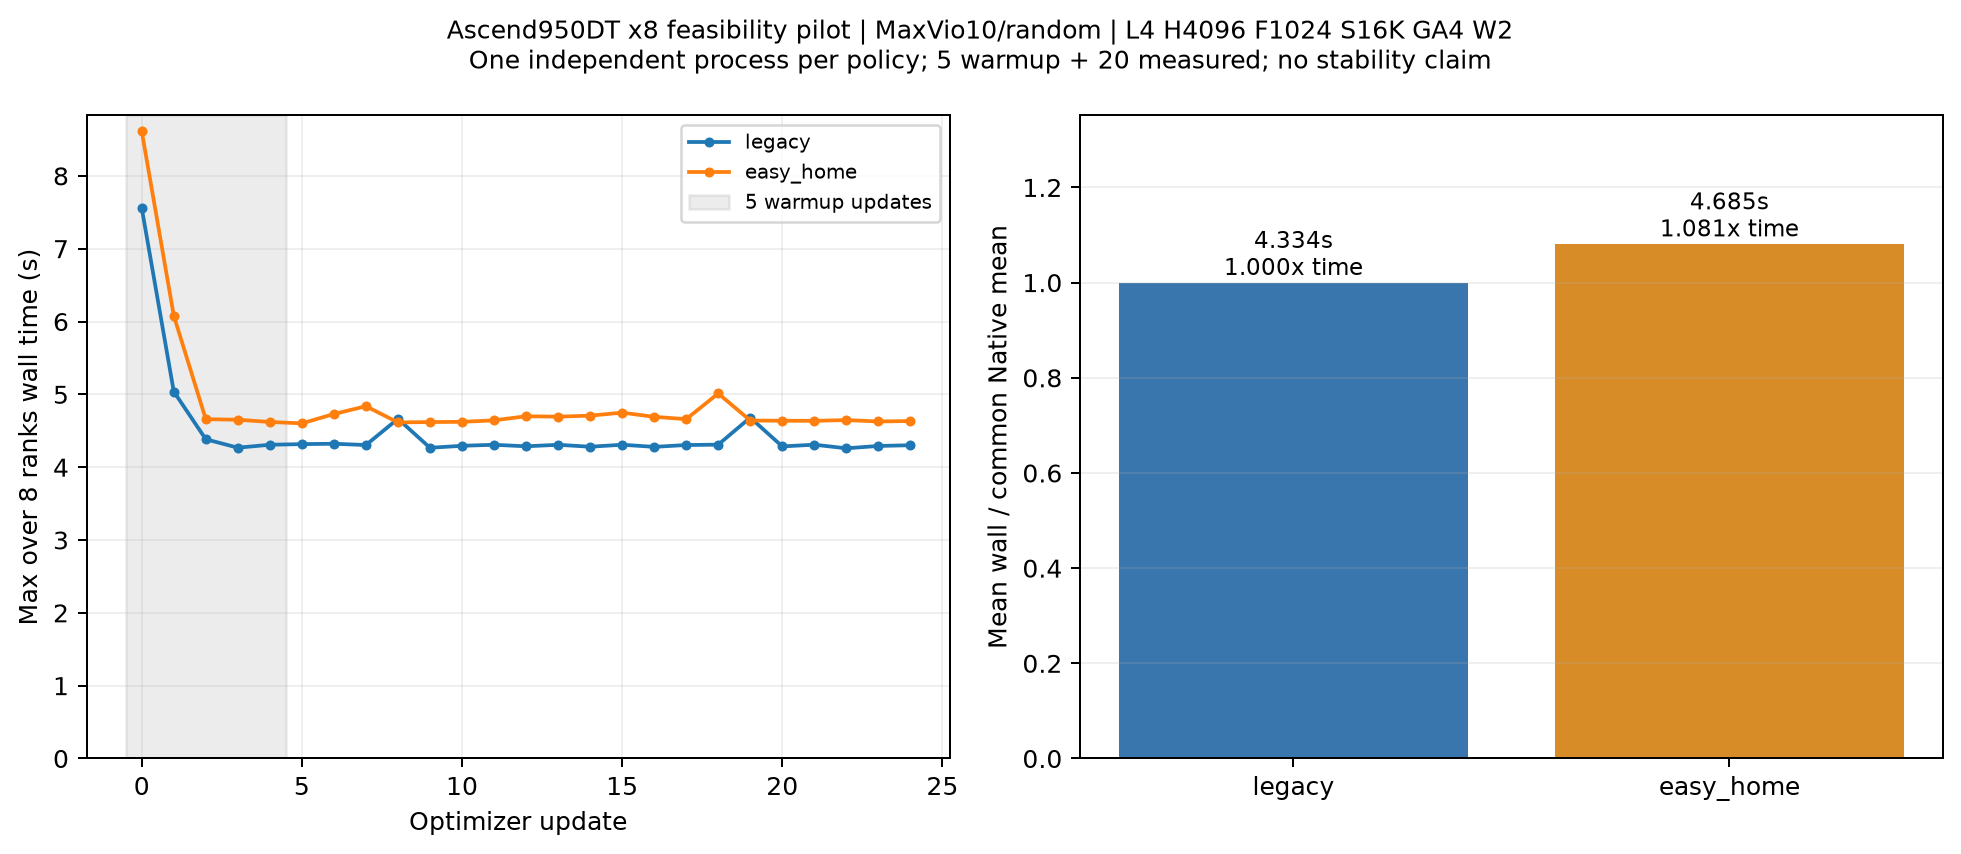 Ascend950DT x8 feasibility pilot | MaxVio10/random | L4 H4096 F1024 S16K GA4 W2
One independent process per policy; 5 warmup + 20 measured; no stability claim
Max over 8 ranks wall time (s)
8
7
6
5
4
3
2
1
0
0
5
10
15
20
25
Optimizer update
legacy
easy_home
5 warmup updates
Mean wall / common Native mean
1.2
1.0
0.8
0.6
0.4
0.2
0.0
4.334s
1.000x time
4.685s
1.081x time
legacy
easy_home